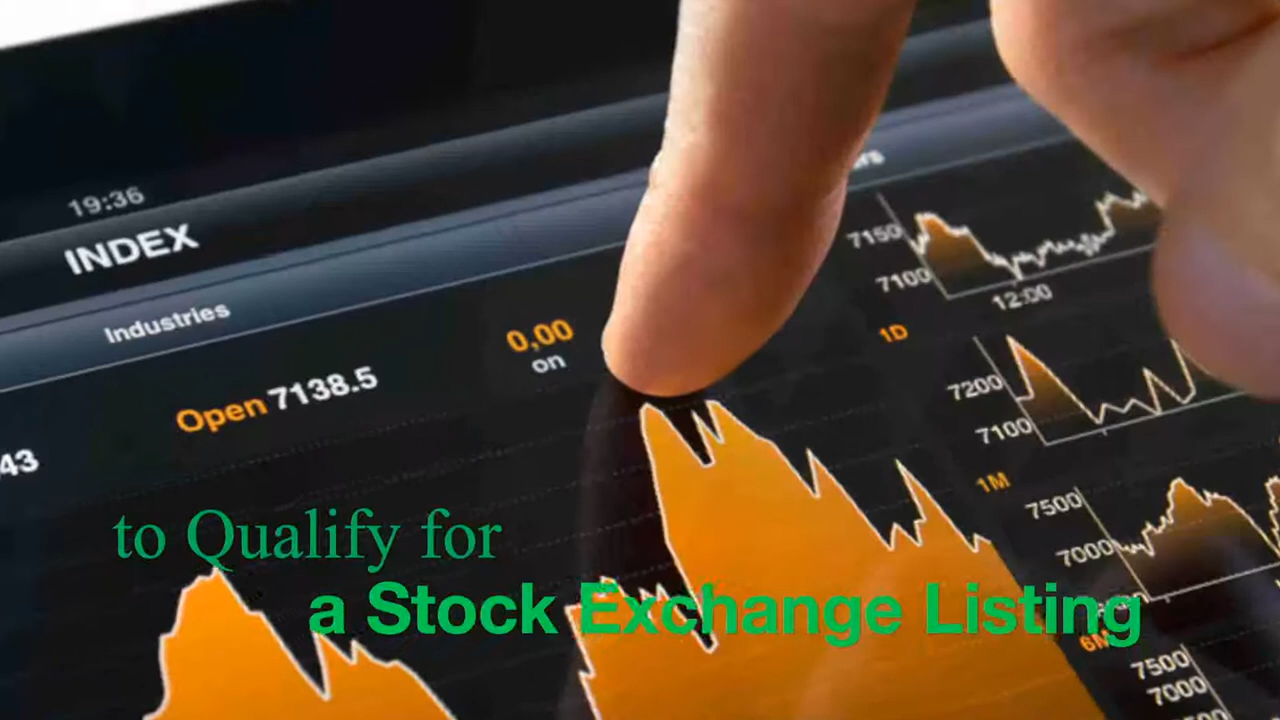 19:36
INDEX
Industries
Open 7138.5
0,00
on
43
7150
7100
12:00
1D
7200
7100
1M
7500
7000
6M
7500
7000
to Qualify for
a Stock Exchange Listing